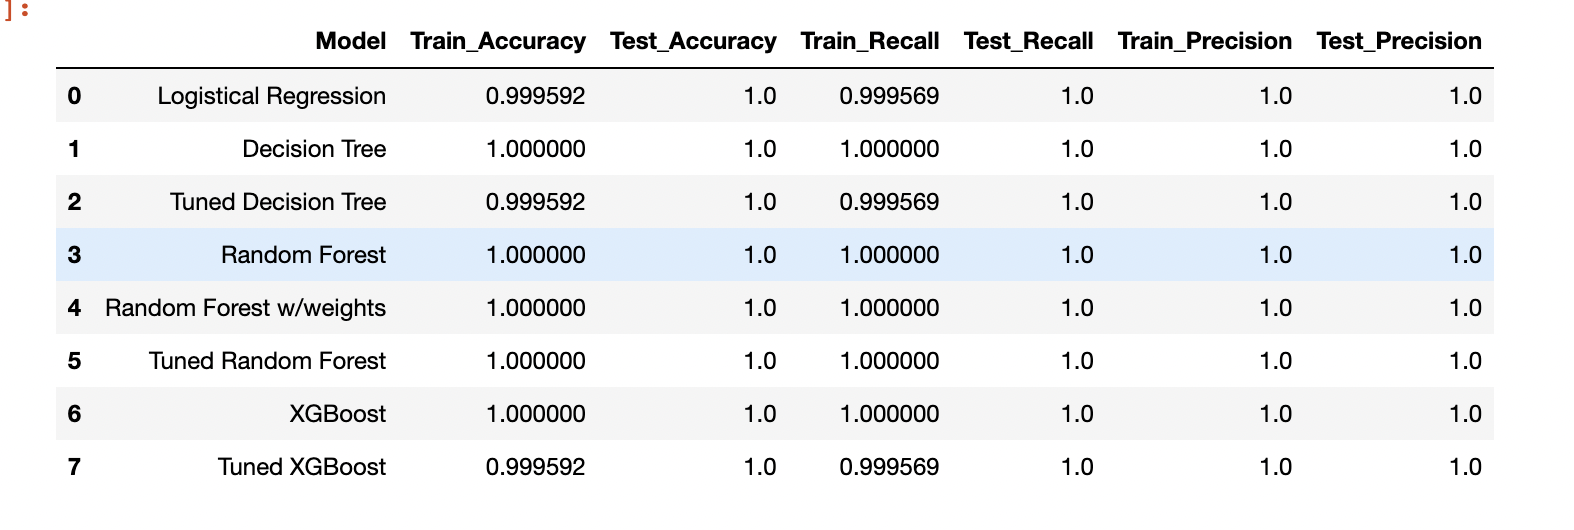 ]:
Model Train_Accuracy Test_Accuracy Train_Recall Test_Recall Train_Precision Test_Precision
0 Logistical Regression 0.999592 1.0 0.999569 1.0 1.0 1.0
1 Decision Tree 1.000000 1.0 1.000000 1.0 1.0 1.0
2 Tuned Decision Tree 0.999592 1.0 0.999569 1.0 1.0 1.0
3 Random Forest 1.000000 1.0 1.000000 1.0 1.0 1.0
4 Random Forest w/weights 1.000000 1.0 1.000000 1.0 1.0 1.0
5 Tuned Random Forest 1.000000 1.0 1.000000 1.0 1.0 1.0
6 XGBoost 1.000000 1.0 1.000000 1.0 1.0 1.0
7 Tuned XGBoost 0.999592 1.0 0.999569 1.0 1.0 1.0